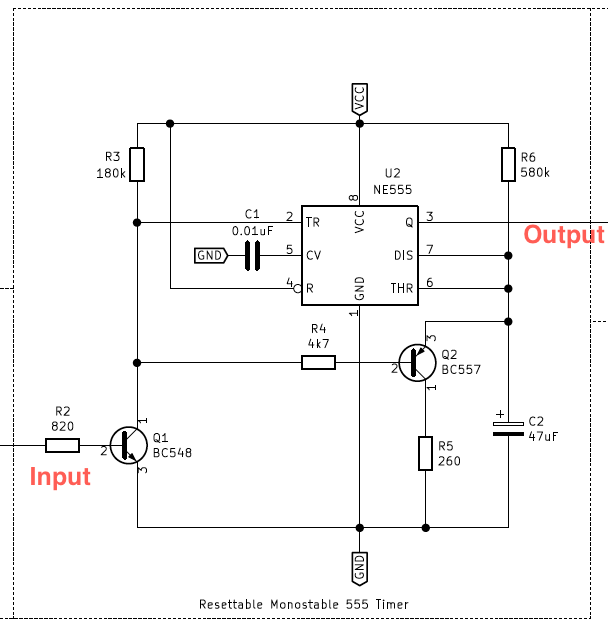 VCC
R3
180k
U2
NE555
R6
580k
8
VCC
C1
0.01uF
2
TR
Q
3
Output
GND
5
CV
DIS
7
4
R
THR
6
GND
1
R4
4k7
3
Q2
BC557
2
1
R2
820
1
Q1
BC548
2
3
Input
R5
260
+
C2
47uF
GND
Resettable Monostable 555 Timer